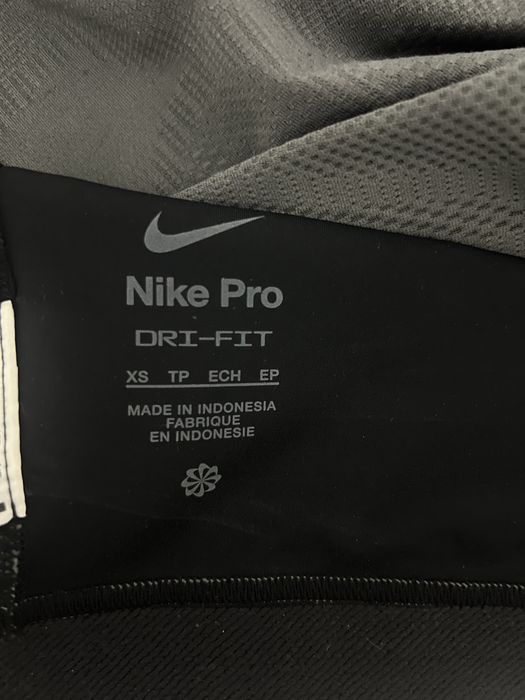 Nike Pro
DRI-FIT
XS TP ECH EP
MADE IN INDONESIA
FABRIQUE
EN INDONESIE